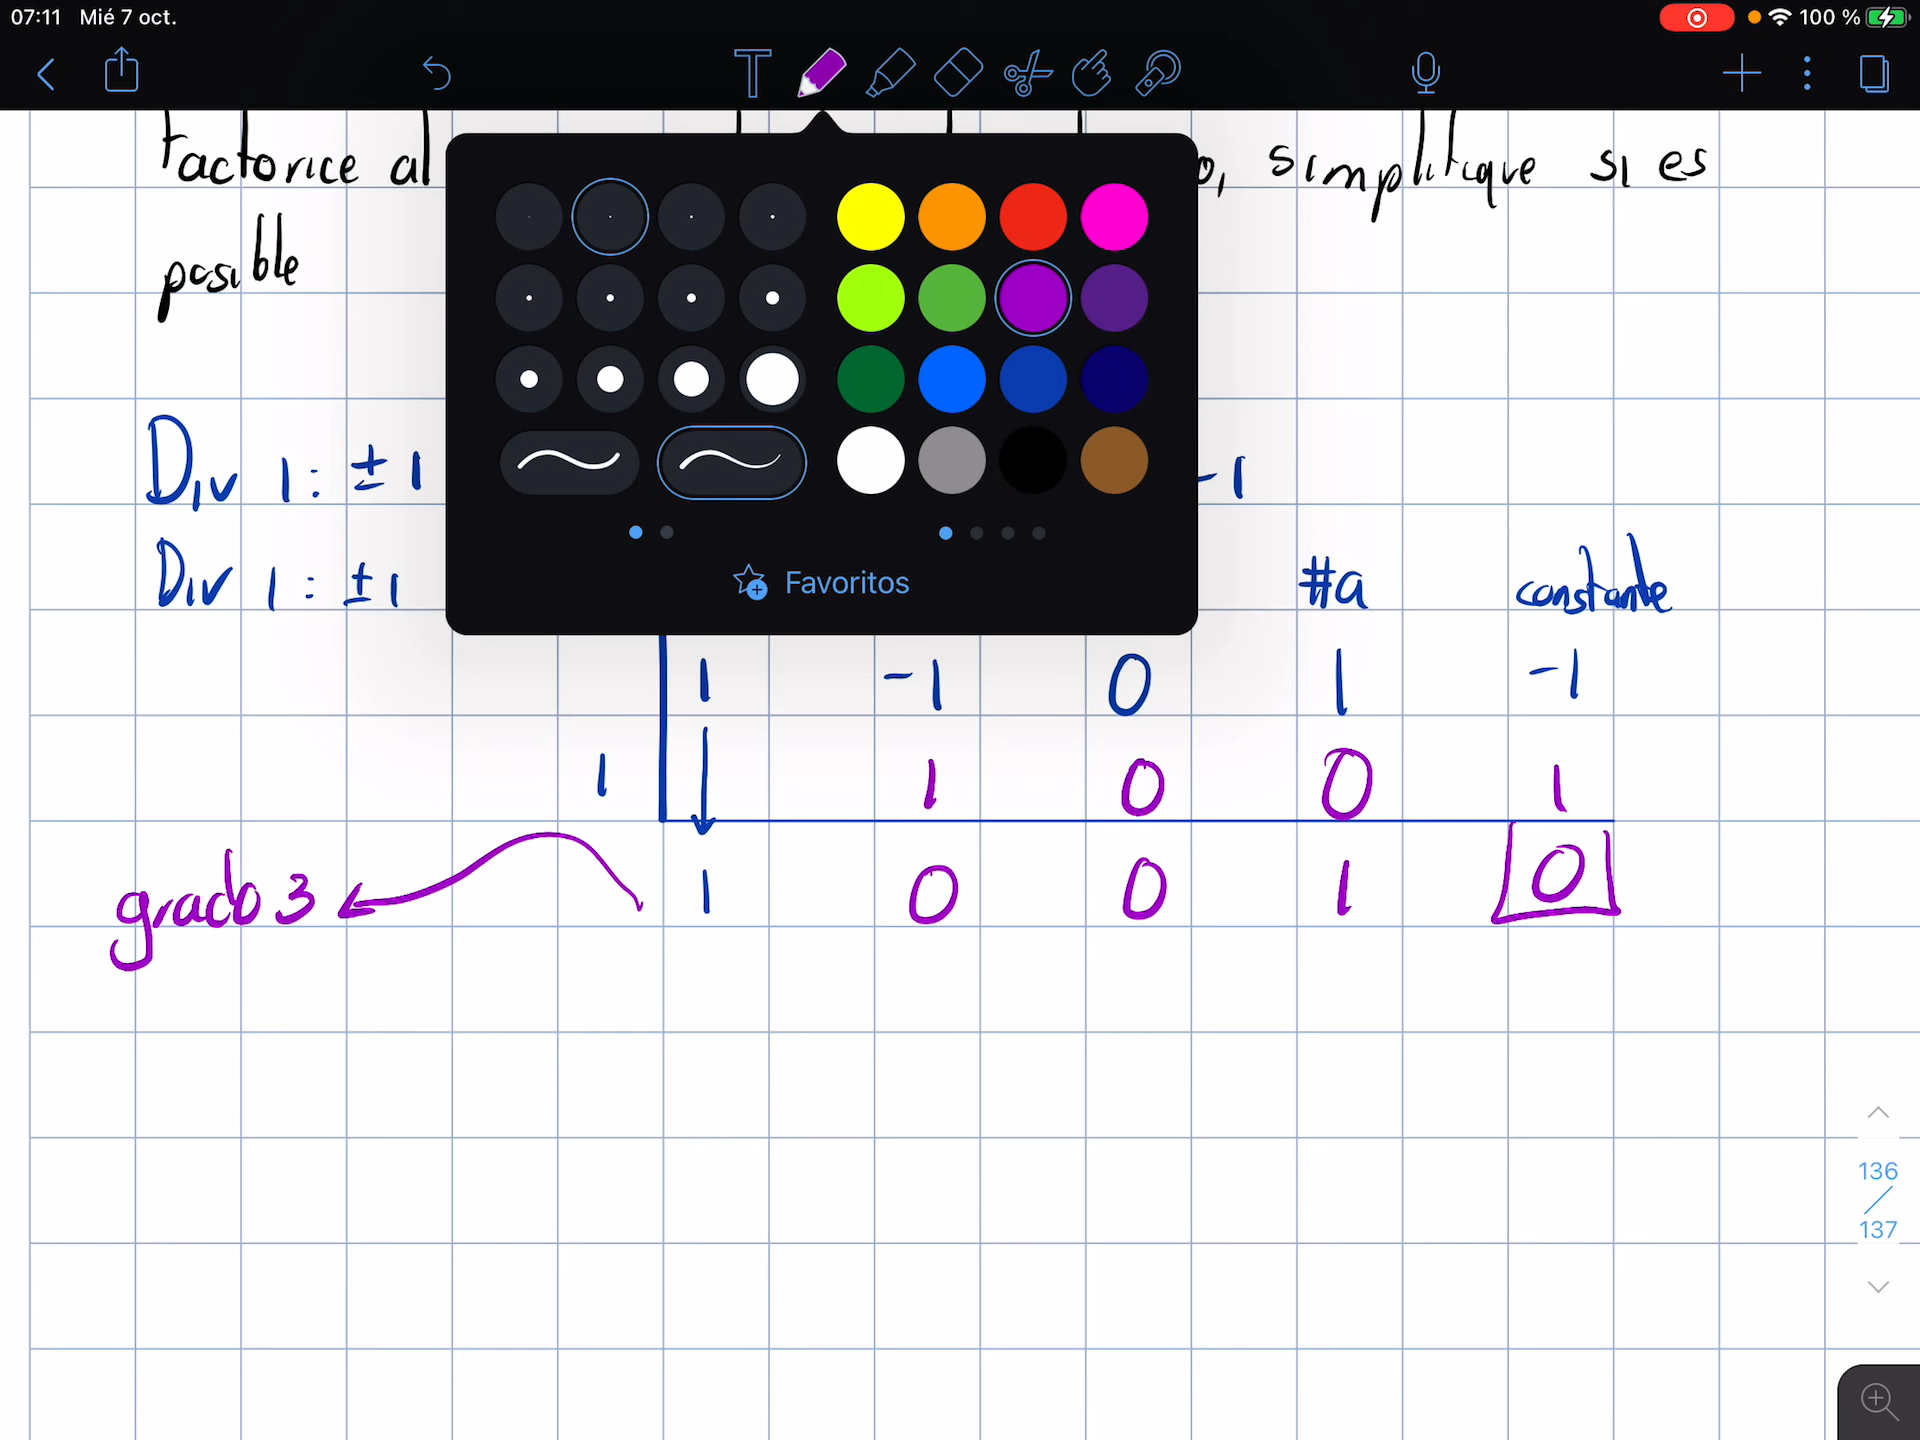 07:11 Mié 7 oct. 100 %
Factorice al o, simplifique si es
posible
Favoritos
Div 1: ±1 -1
Div 1: ±1 #a constante
1 -1 0 1 -1
1 1 0 0 1
grado 3 1 0 0 1 0
136
137